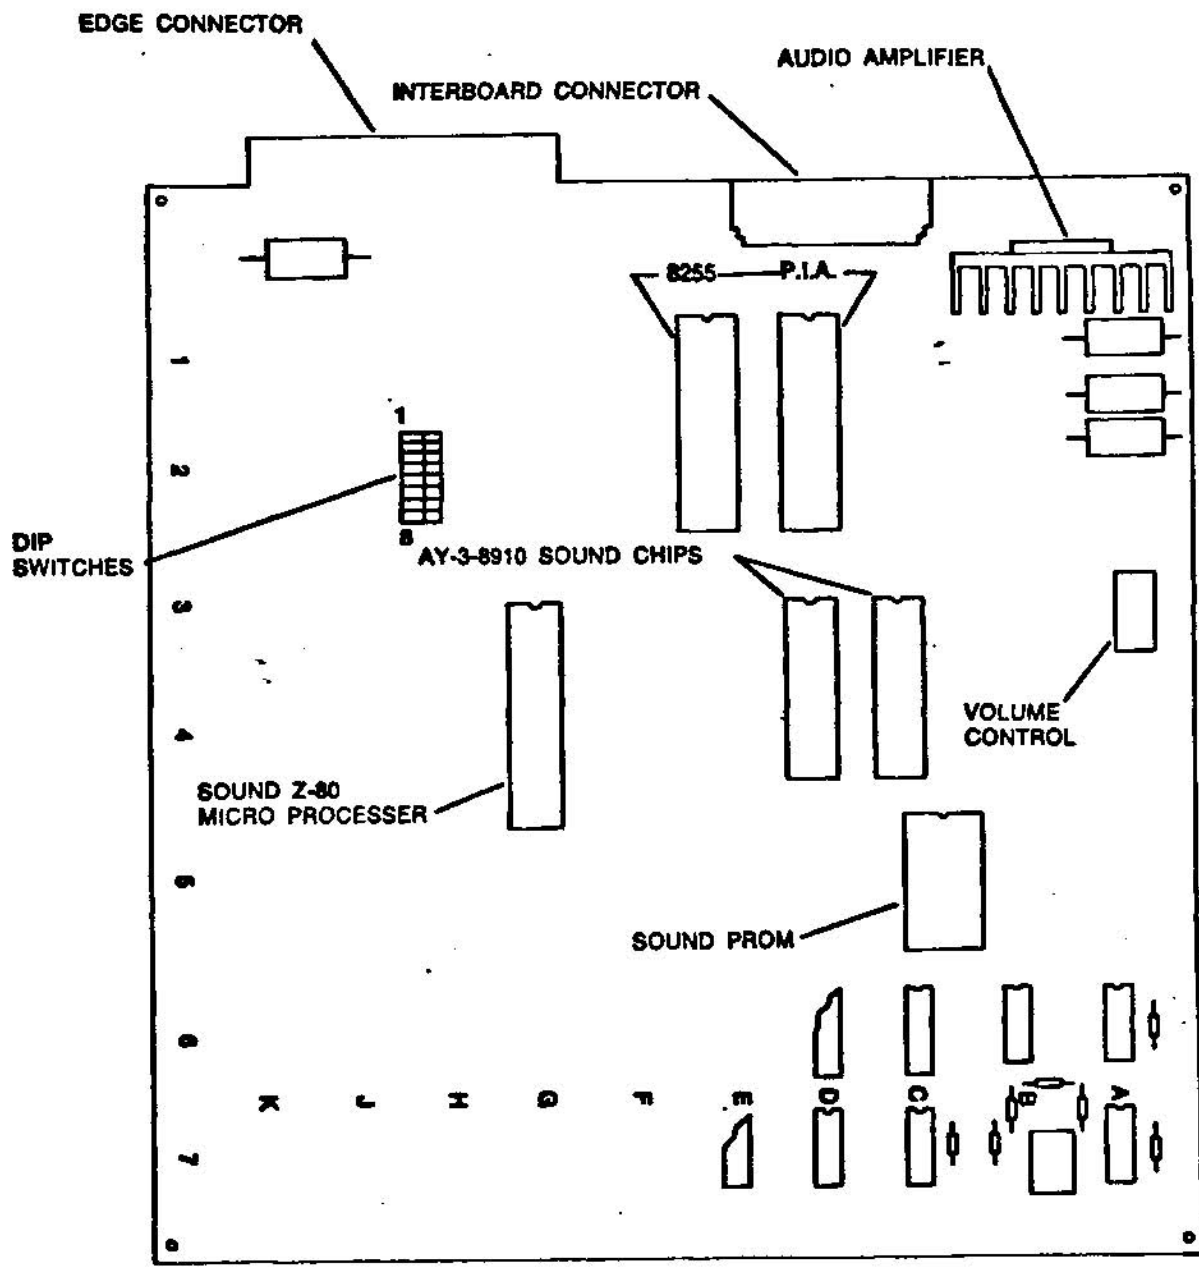 EDGE CONNECTOR
AUDIO AMPLIFIER
INTERBOARD CONNECTOR
8255
P.I.A.
1
1
2
8
DIP
SWITCHES
AY-3-8910 SOUND CHIPS
3
VOLUME
CONTROL
4
SOUND Z-80
MICRO PROCESSER
5
SOUND PROM
6
K J H G F E D C B A
7